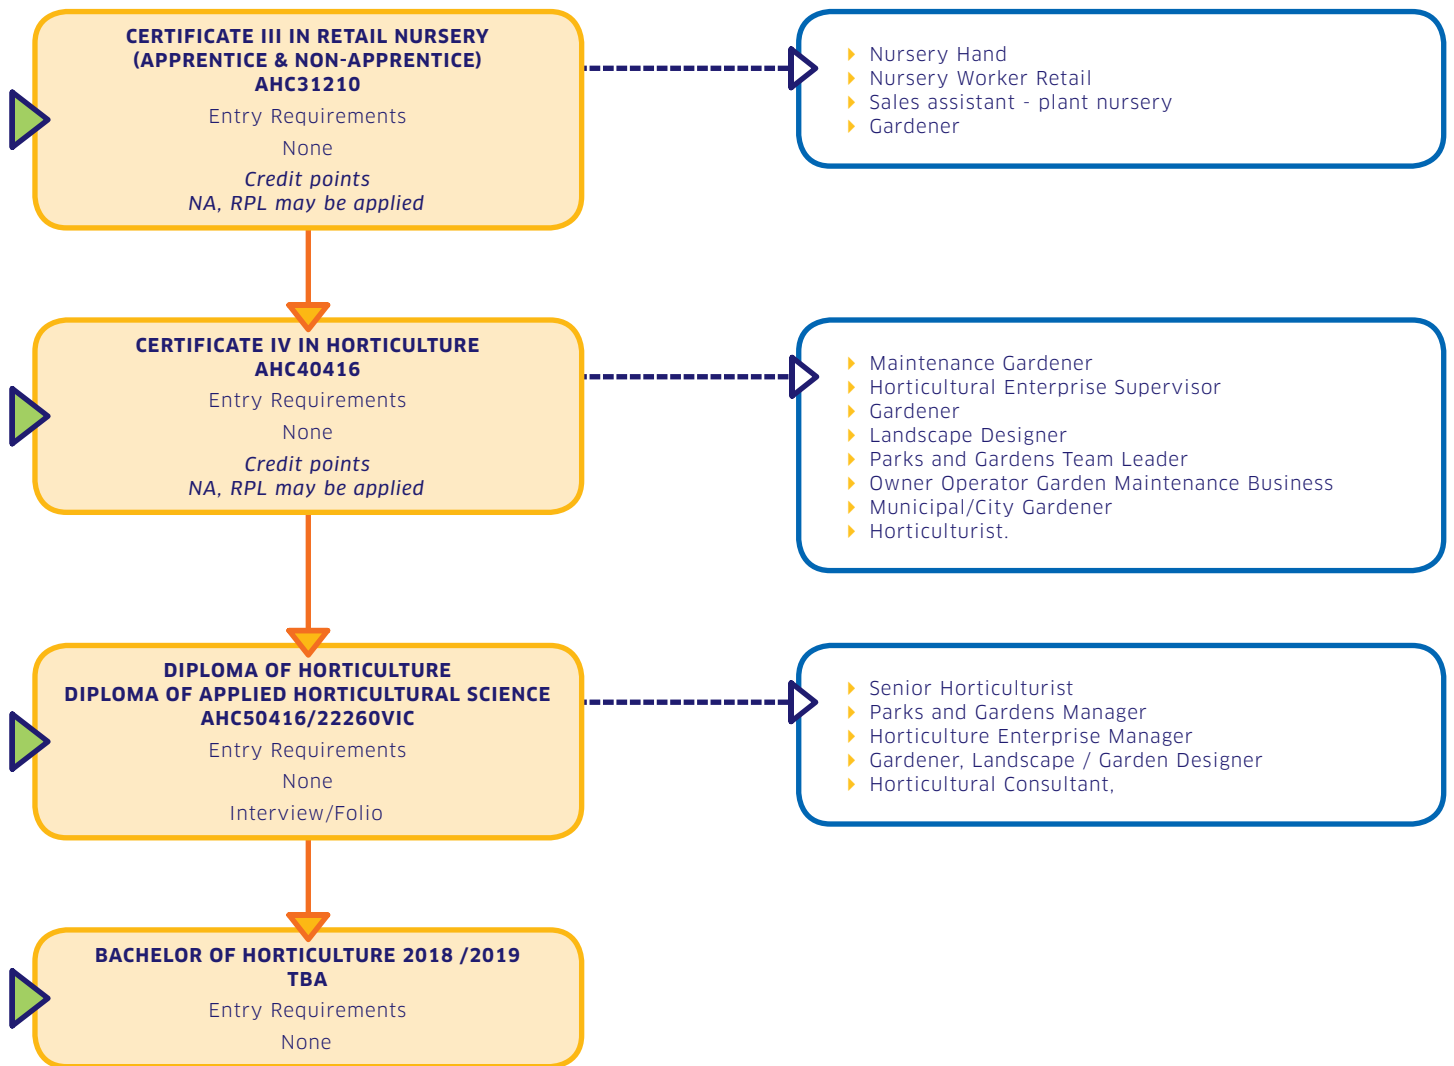 CERTIFICATE III IN RETAIL NURSERY
(APPRENTICE & NON-APPRENTICE)
AHC31210
Entry Requirements
None
Credit points
NA, RPL may be applied
Nursery Hand
Nursery Worker Retail
Sales assistant - plant nursery
Gardener
CERTIFICATE IV IN HORTICULTURE
AHC40416
Entry Requirements
None
Credit points
NA, RPL may be applied
Maintenance Gardener
Horticultural Enterprise Supervisor
Gardener
Landscape Designer
Parks and Gardens Team Leader
Owner Operator Garden Maintenance Business
Municipal/City Gardener
Horticulturist.
DIPLOMA OF HORTICULTURE
DIPLOMA OF APPLIED HORTICULTURAL SCIENCE
AHC50416/22260VIC
Entry Requirements
None
Interview/Folio
Senior Horticulturist
Parks and Gardens Manager
Horticulture Enterprise Manager
Gardener, Landscape / Garden Designer
Horticultural Consultant,
BACHELOR OF HORTICULTURE 2018 /2019
TBA
Entry Requirements
None